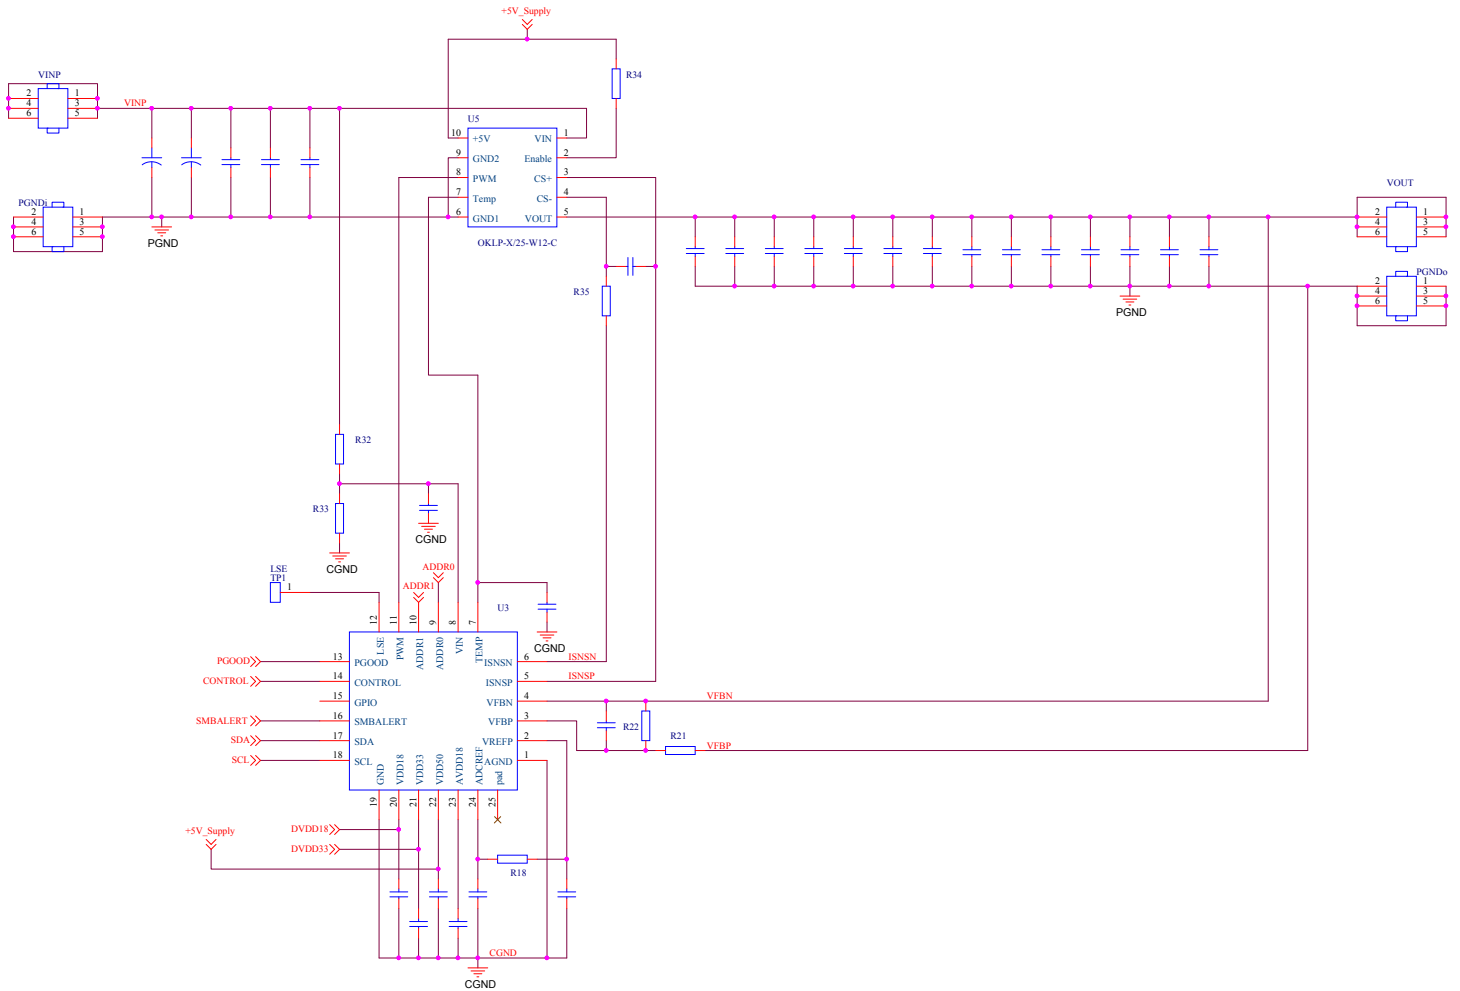 +5V_Supply
R34
VINP
2 1
4 3
6 5
VINP
U5
10 +5V VIN 1
9 GND2 Enable 2
8 PWM CS+ 3
7 Temp CS- 4
6 GND1 VOUT 5
OKLP-X/25-W12-C
PGNDi
2 1
4 3
6 5
PGND
VOUT
2 1
4 3
6 5
PGNDo
2 1
4 3
6 5
PGND
R35
R32
R33
CGND
CGND
LSE
TP1
1
ADDR0
ADDR1
U3
CGND
12 11 10 9 8 7
LSE PWM ADDR1 ADDR0 VIN TEMP
PGOOD 13 PGOOD ISNSN 6 ISNSN
CONTROL 14 CONTROL ISNSP 5 ISNSP
15 GPIO VFBN 4 VFBN
SMBALERT 16 SMBALERT VFBP 3 R22 R21
SDA 17 SDA VREFP 2 VFBP
SCL 18 SCL AGND 1
GND VDD18 VDD33 VDD50 AVDD18 ADCREF pad
19 20 21 22 23 24 25
+5V_Supply
DVDD18
DVDD33
R18
CGND
CGND